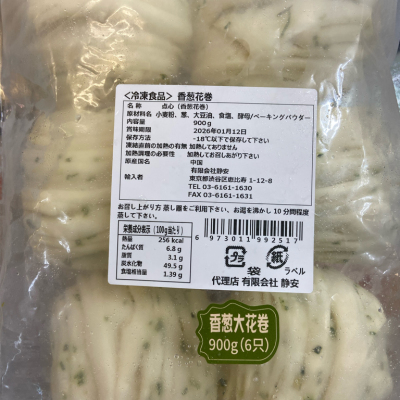 ＜冷凍食品＞ 香葱花巻
名 称 点心（香葱花巻）
原材料名 小麦粉、葱、大豆油、食塩、酵母/ベーキングパウダー
内容量 900g
賞味期限 2026年01月12日
保存方法 -18℃以下で保存して下さい
凍結直前の加熱の有無 加熱してありません
加熱調理の必要性 加熱してお召しあがり下さい
原産国名 中国
輸入者 有限会社静安
東京都渋谷区恵比寿 1-12-8
TEL 03-6161-1630
FAX 03-6161-1631
お召し上がり方 蒸し器をご利用下さい、お湯を沸かし 10 分間程度
蒸して下さい。
栄養成分表示 (100g当たり)
熱量 256 kcal
たんぱく質 6.8 g
脂質 3.1 g
炭水化物 49.5 g
食塩相当量 1.39 g
6 973011 992517
プラ 紙
袋 ラベル
代理店 有限会社 静安
香葱大花卷
900g(6只)